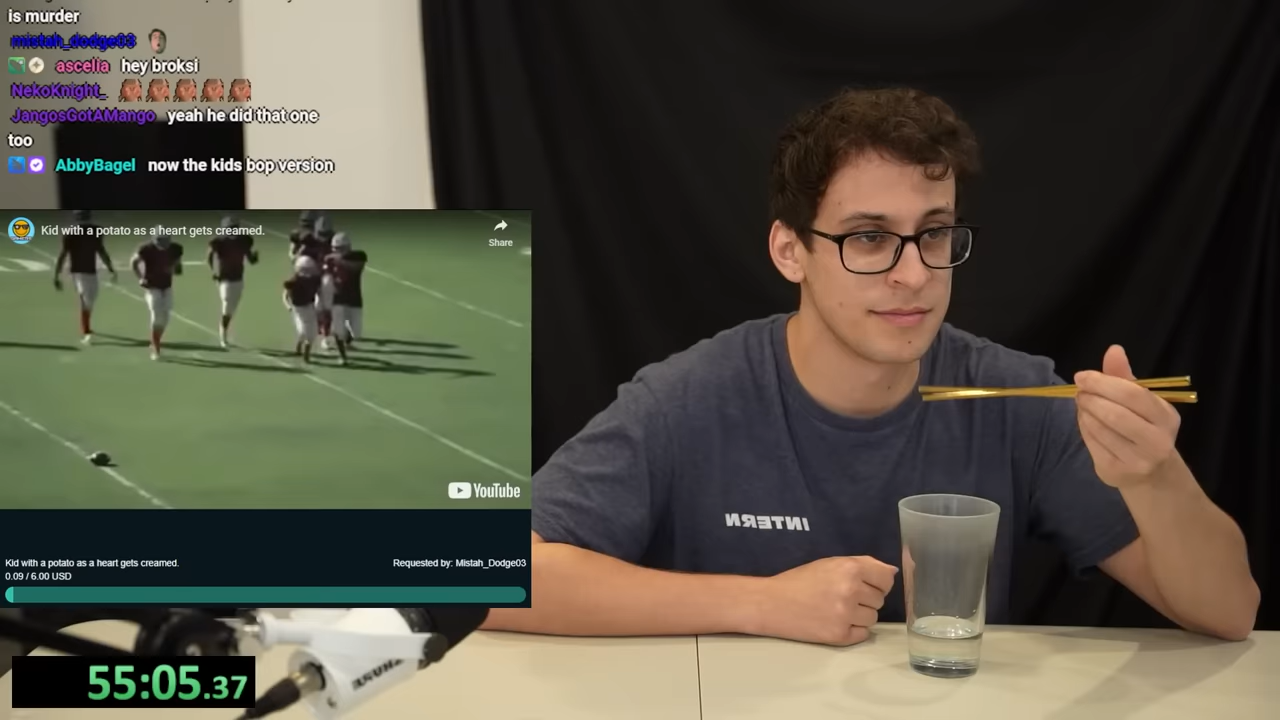 is murder
mistah_dodge03
ascella hey broksi
NekoKnight_
JangosGotAMango yeah he did that one
too
AbbyBagel now the kids bop version
Kid with a potato as a heart gets creamed.
Share
YouTube
Kid with a potato as a heart gets creamed.
Requested by: Mistah_Dodge03
0.09 / 6.00 USD
INTERN
55:05.37